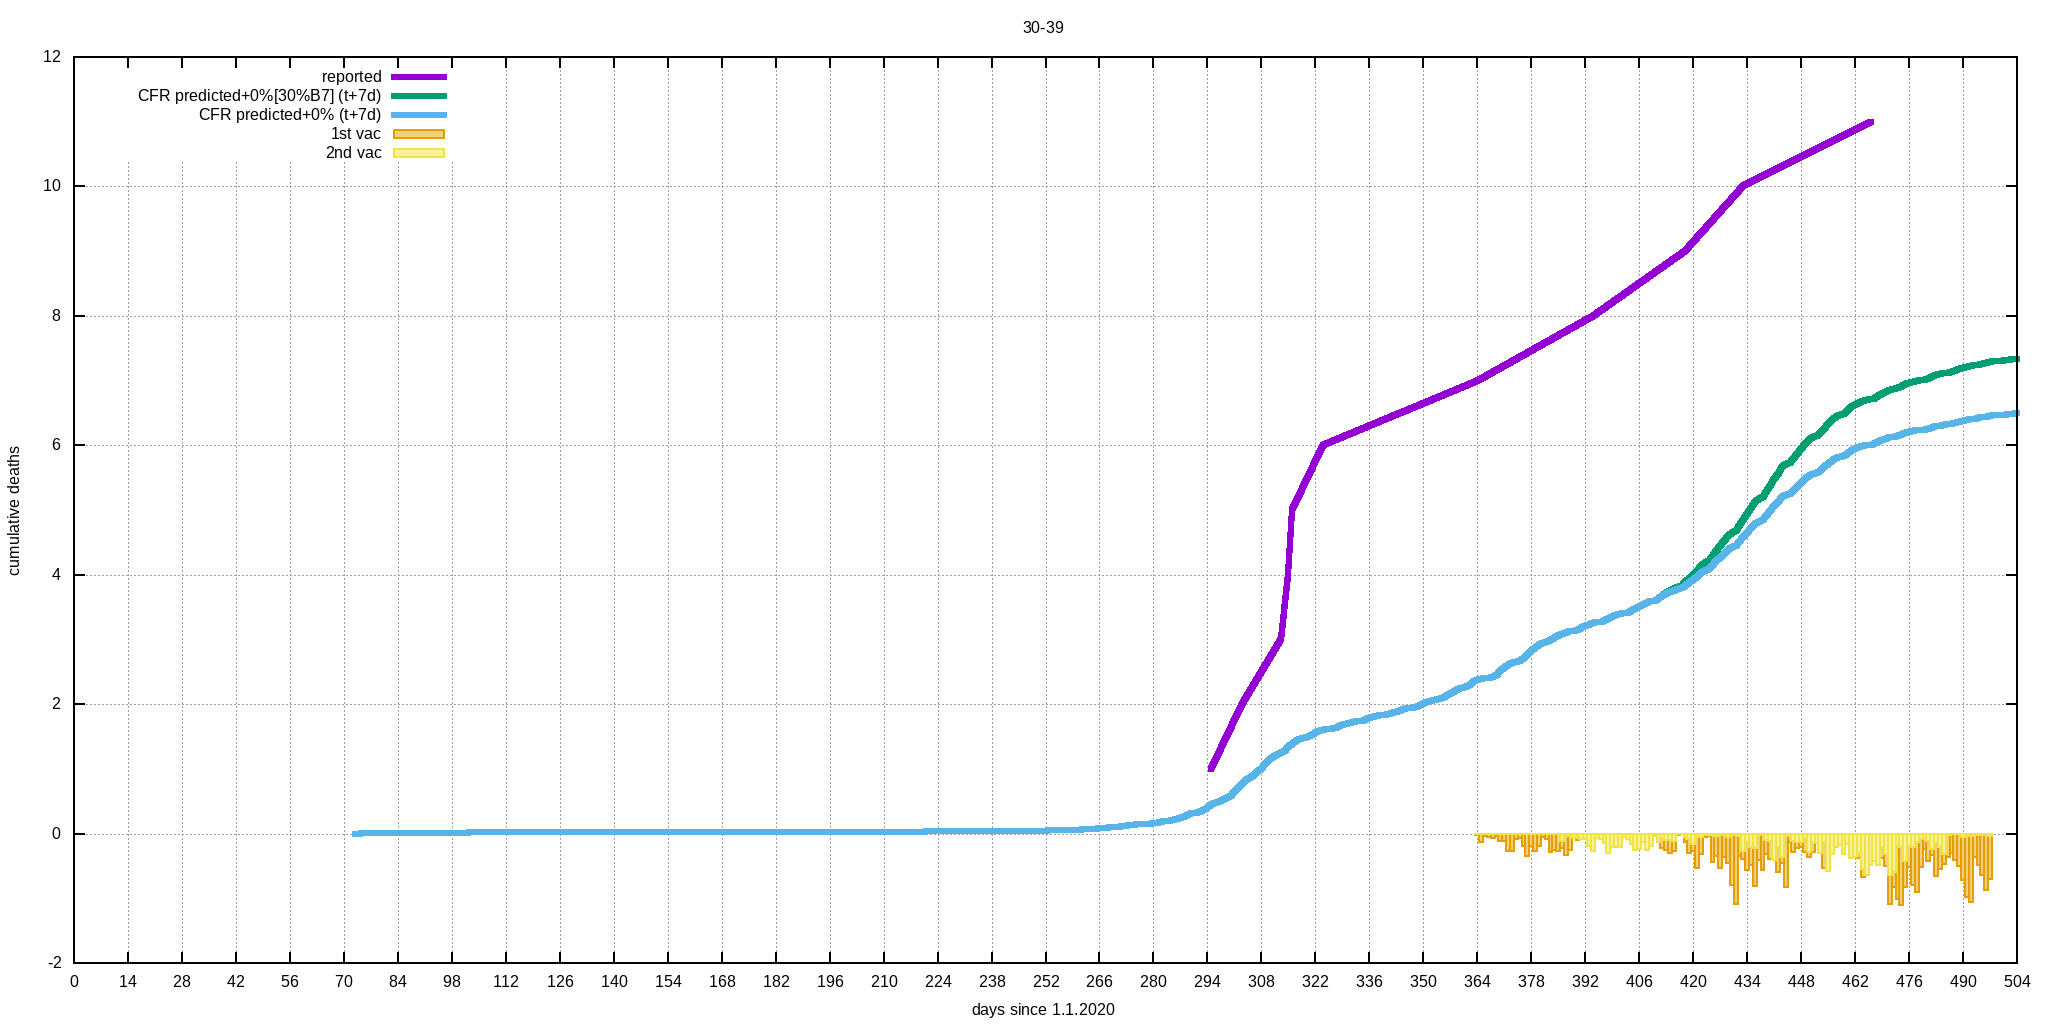 30-39
12
10
8
6
4
2
0
-2
reported
CFR predicted+0%[30%B7] (t+7d)
CFR predicted+0% (t+7d)
1st vac
2nd vac
cumulative deaths
0 14 28 42 56 70 84 98 112 126 140 154 168 182 196 210 224 238 252 266 280 294 308 322 336 350 364 378 392 406 420 434 448 462 476 490 504
days since 1.1.2020